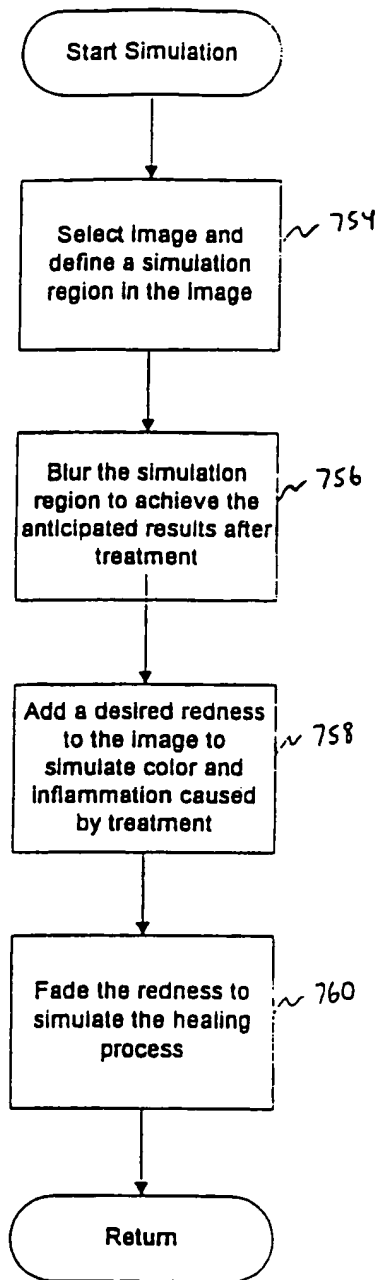 Start Simulation
Select image and
define a simulation
region in the image
754
Blur the simulation
region to achieve the
anticipated results after
treatment
756
Add a desired redness
to the image to
simulate color and
inflammation caused
by treatment
758
Fade the redness to
simulate the healing
process
760
Return